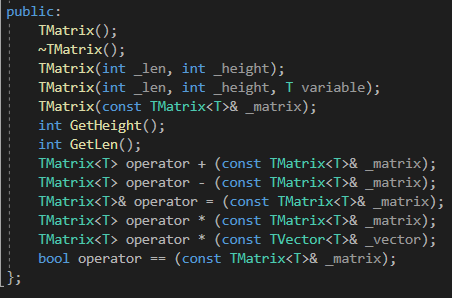 public:
TMatrix();
~TMatrix();
TMatrix(int _len, int _height);
TMatrix(int _len, int _height, T variable);
TMatrix(const TMatrix<T>& _matrix);
int GetHeight();
int GetLen();
TMatrix<T> operator + (const TMatrix<T>& _matrix);
TMatrix<T> operator - (const TMatrix<T>& _matrix);
TMatrix<T>& operator = (const TMatrix<T>& _matrix);
TMatrix<T> operator * (const TMatrix<T>& _matrix);
TMatrix<T> operator * (const TVector<T>& _vector);
bool operator == (const TMatrix<T>& _matrix);
};